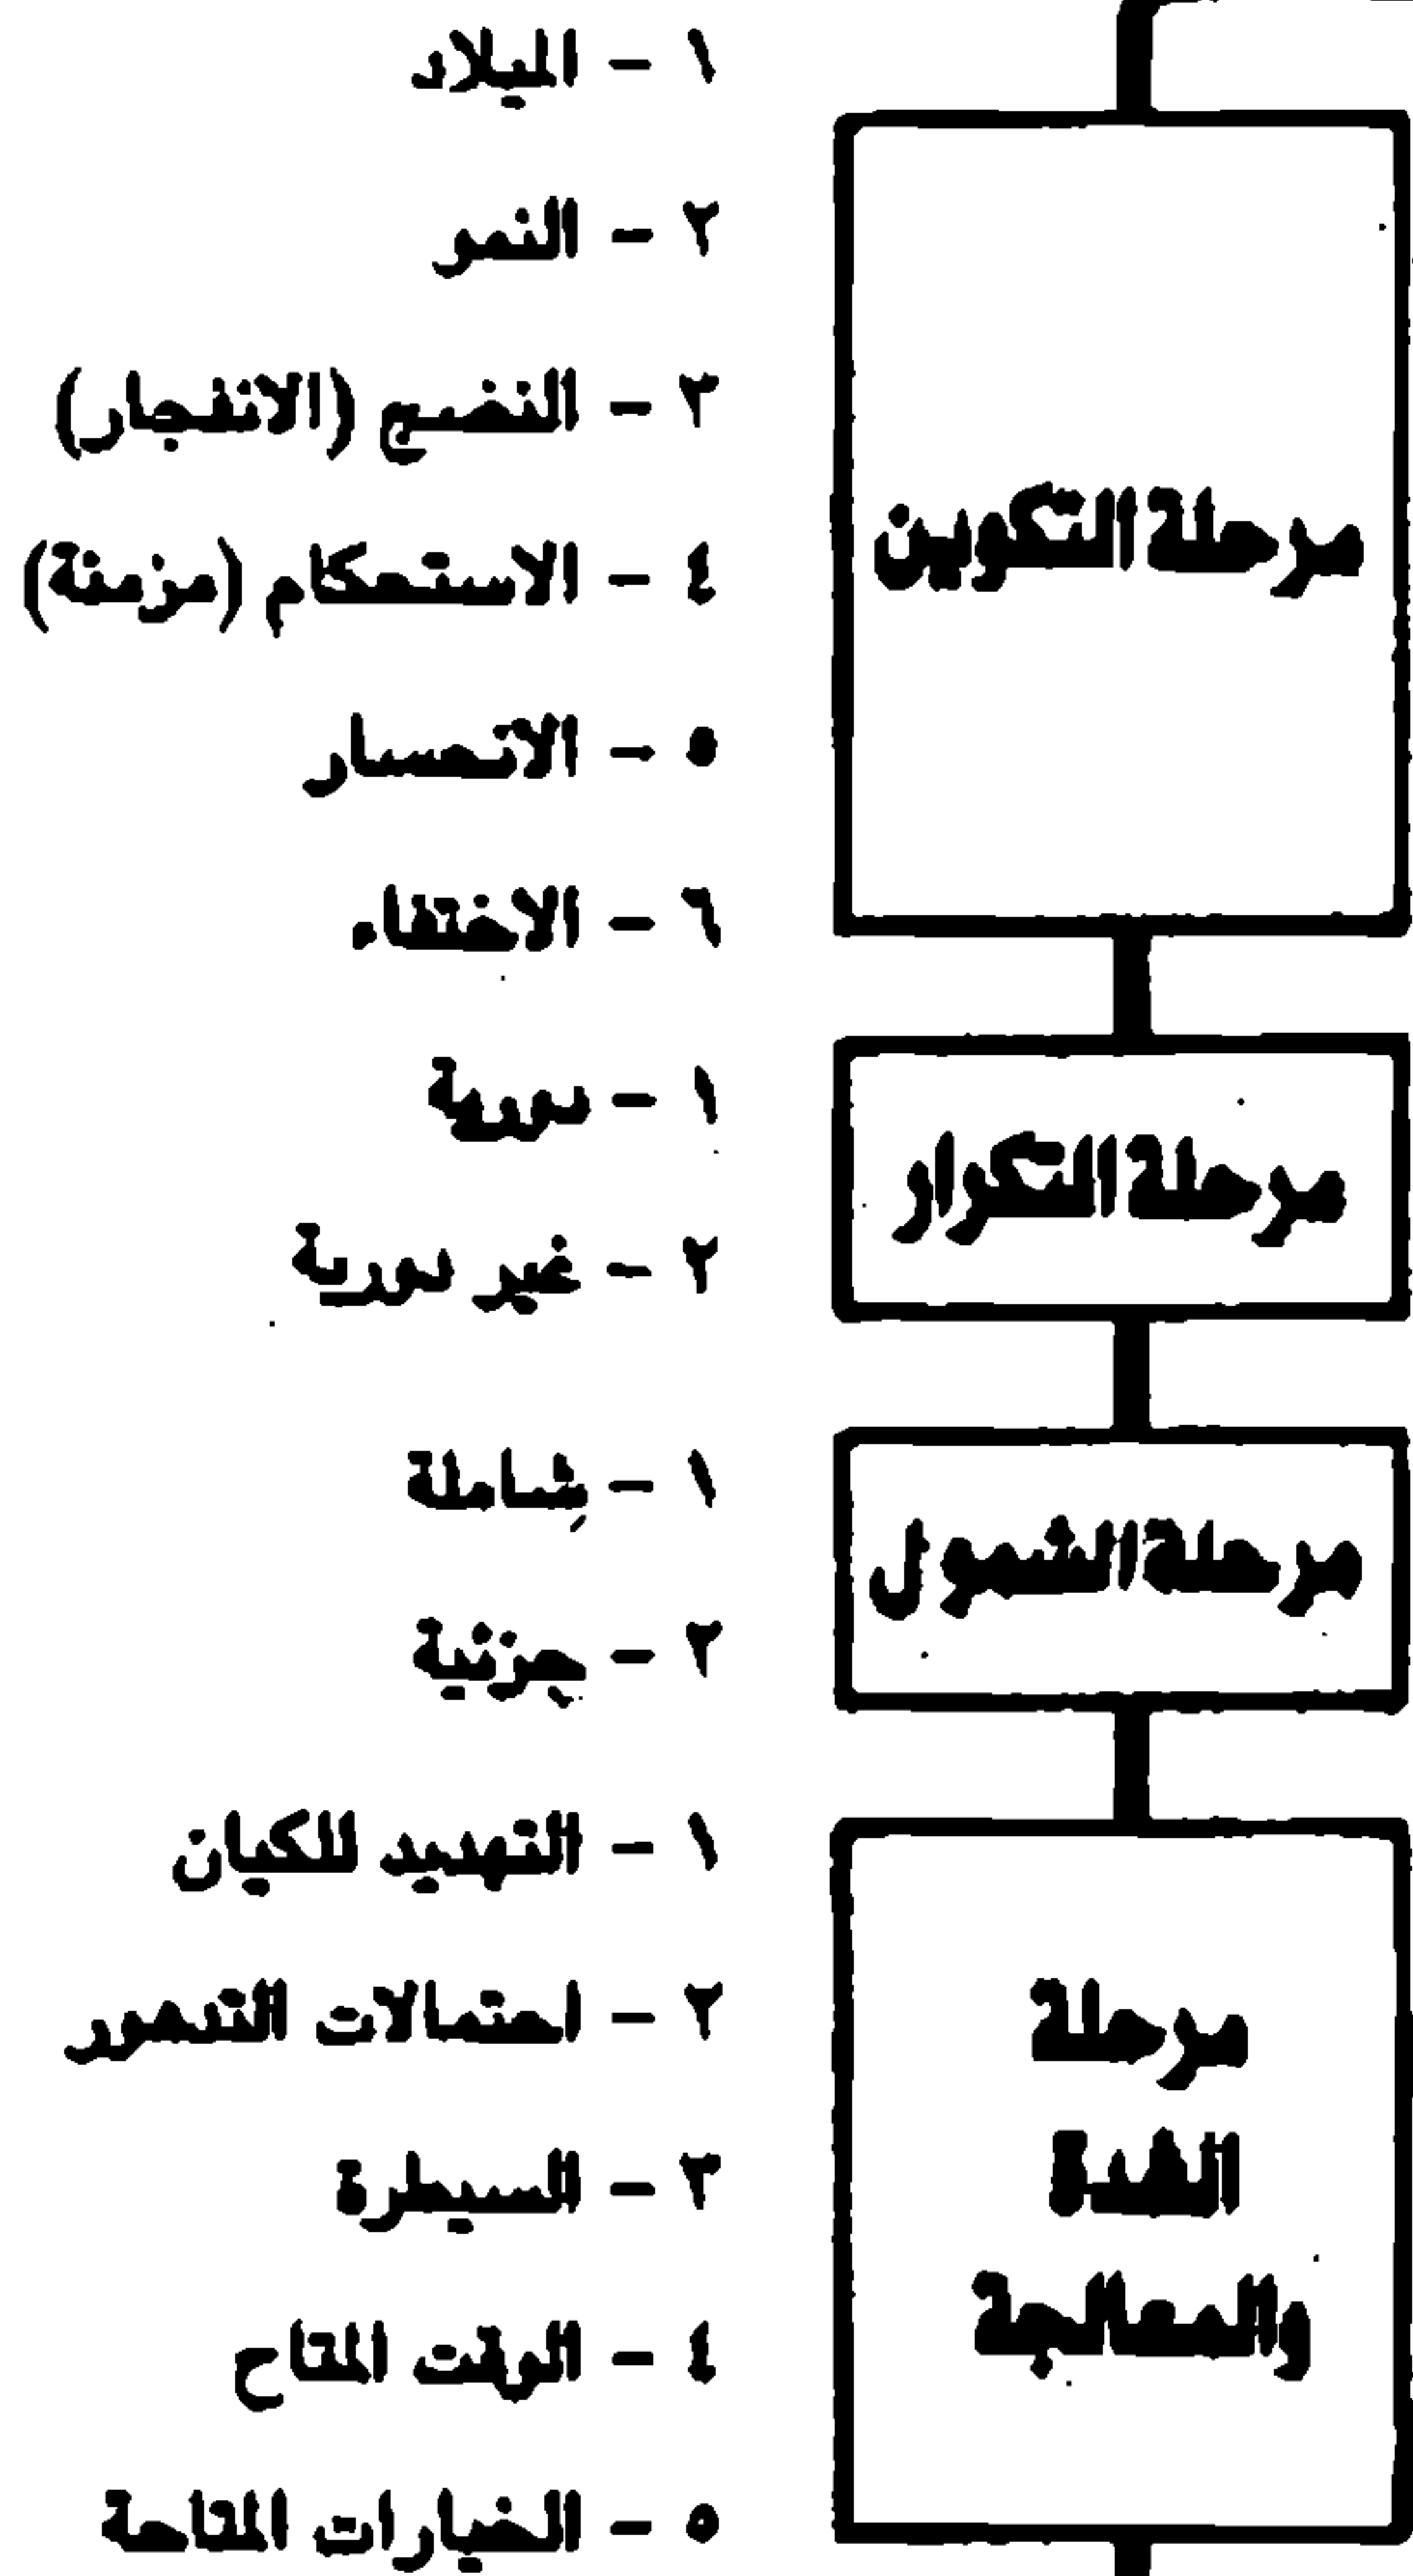 مرحلة التكوين
١ - الميلاد
٢ - النمو
٣ - النضج (الانفجار)
٤ - الاستحكام (مزمنة)
٥ - الانحسار
٦ - الاختفاء
مرحلة التكرار
١ - دورية
٢ - غير دورية
مرحلة الشمول
١ - شاملة
٢ - جزئية
مرحلة
الشدة
والمعالجة
١ - التهديد للكيان
٢ - احتمالات التدهور
٣ - السيطرة
٤ - الوقت المتاح
٥ - الخيارات المتاحة